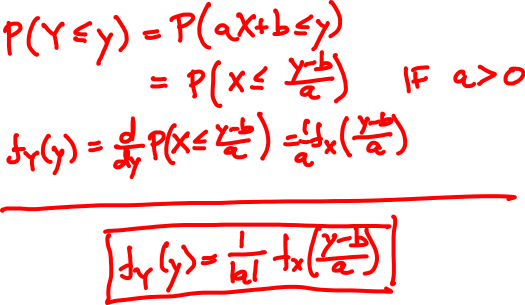 P(Y ≤ y) = P(aX+b ≤ y)
= P(X ≤ (y-b)/a) IF a>0
f_Y(y) = d/dy P(X ≤ (y-b)/a) = 1/a f_X((y-b)/a)
f_Y(y) = 1/|a| f_X((y-b)/a)